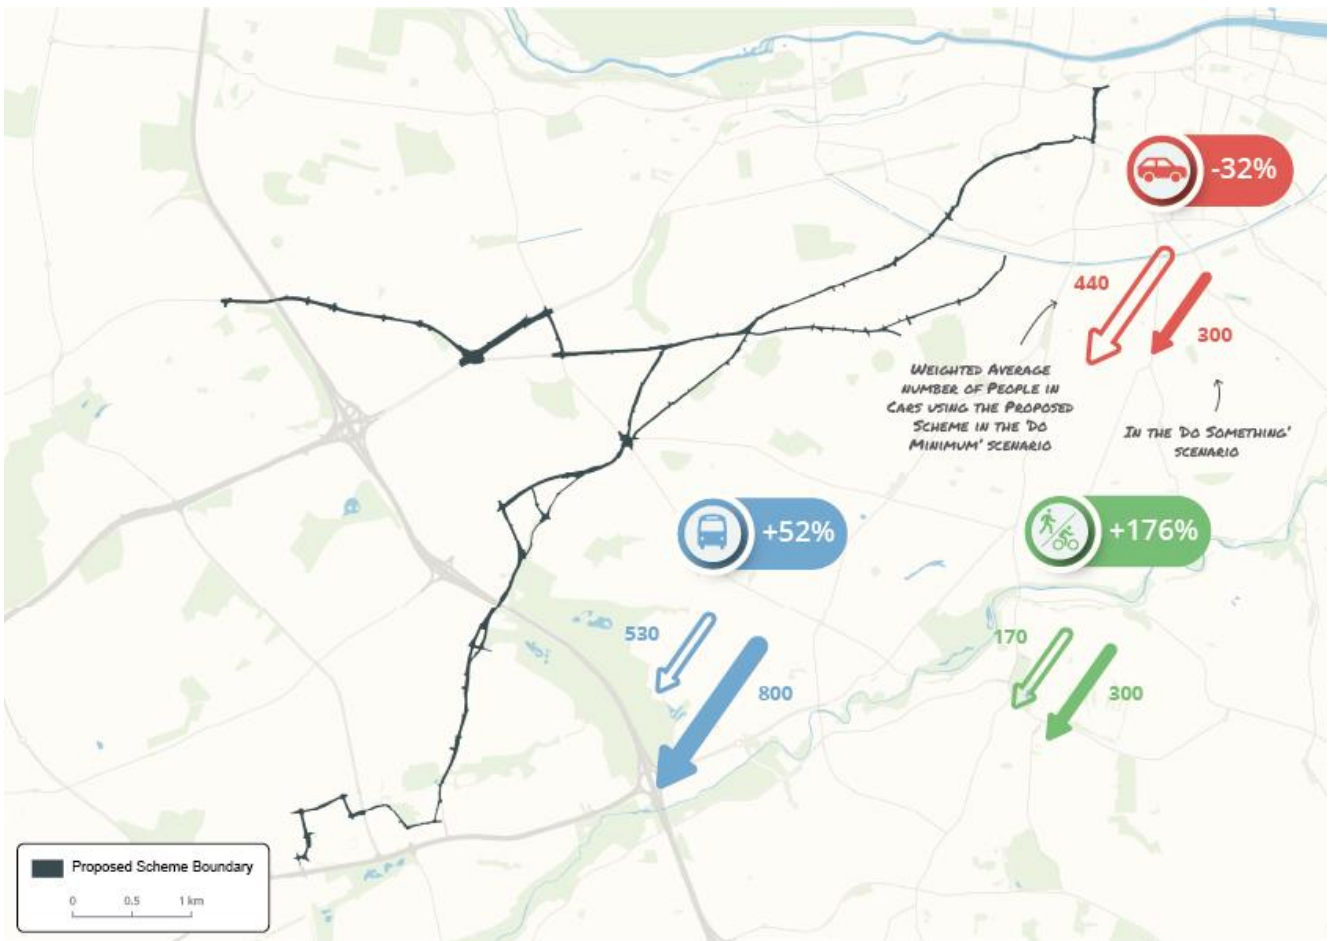 -32%
440
300
WEIGHTED AVERAGE
NUMBER OF PEOPLE IN
CARS USING THE PROPOSED
SCHEME IN THE 'DO
MINIMUM' SCENARIO
IN THE 'DO SOMETHING'
SCENARIO
+52%
530
800
+176%
170
300
Proposed Scheme Boundary
0 0.5 1 km